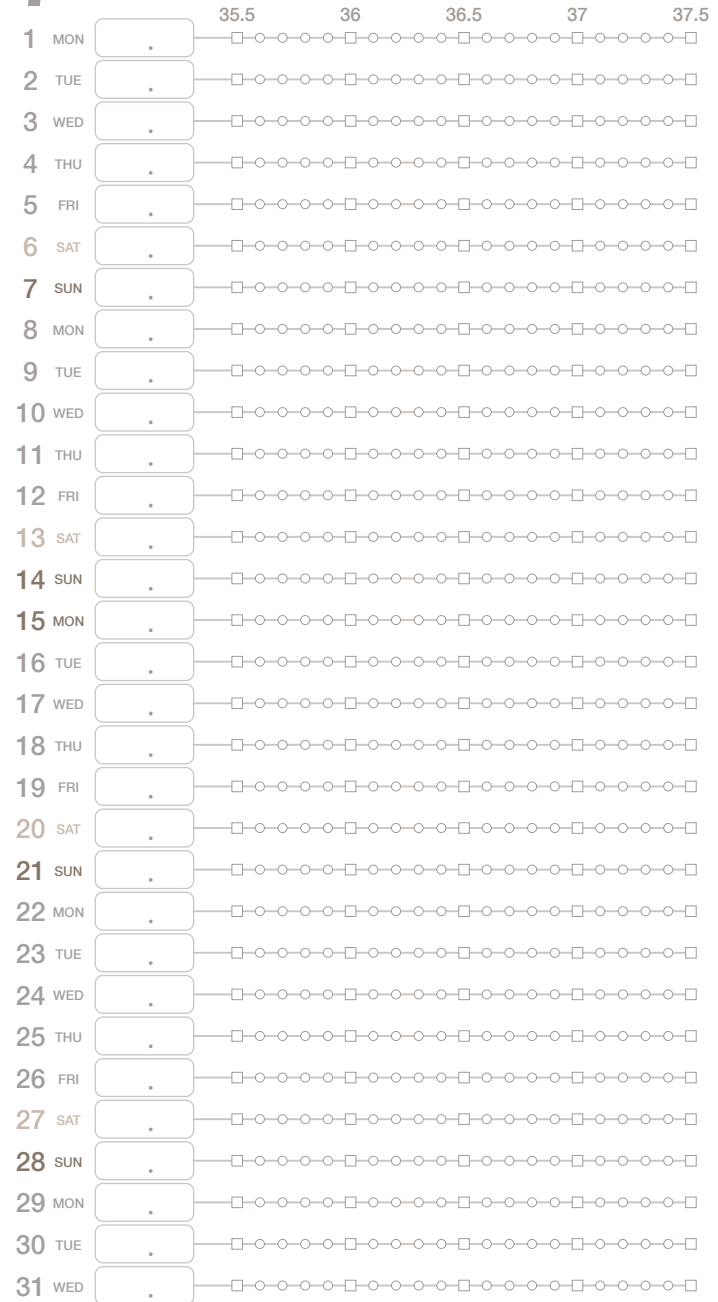 35.5 36 36.5 37 37.5
1 MON .
2 TUE .
3 WED .
4 THU .
5 FRI .
6 SAT .
7 SUN .
8 MON .
9 TUE .
10 WED .
11 THU .
12 FRI .
13 SAT .
14 SUN .
15 MON .
16 TUE .
17 WED .
18 THU .
19 FRI .
20 SAT .
21 SUN .
22 MON .
23 TUE .
24 WED .
25 THU .
26 FRI .
27 SAT .
28 SUN .
29 MON .
30 TUE .
31 WED .